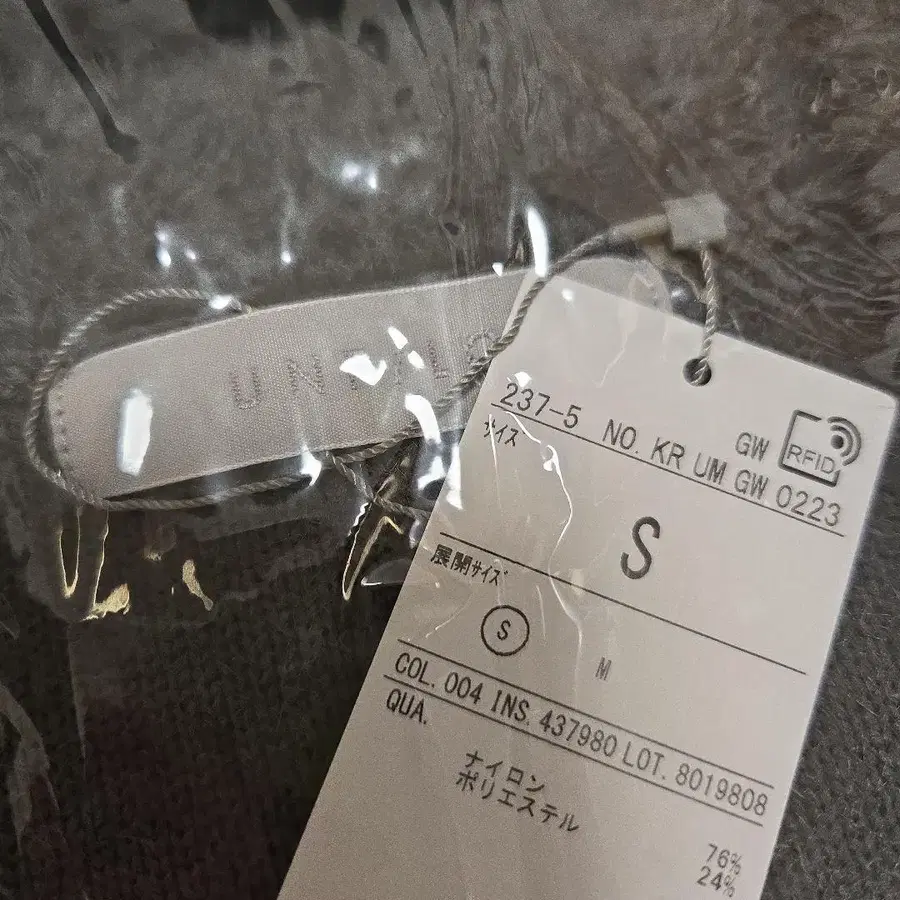 GW RFID
237-5 NO. KR UM GW 0223
サイズ
S
展開サイズ
S M
COL. 004 INS. 437980 LOT. 8019808
QUA.
ナイロン 76%
ポリエステル 24%